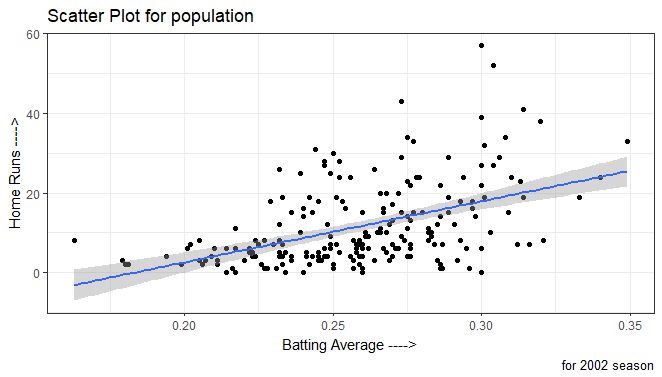 Scatter Plot for population
Home Runs ---->
60
40
20
0
0.20 0.25 0.30 0.35
Batting Average ---->
for 2002 season